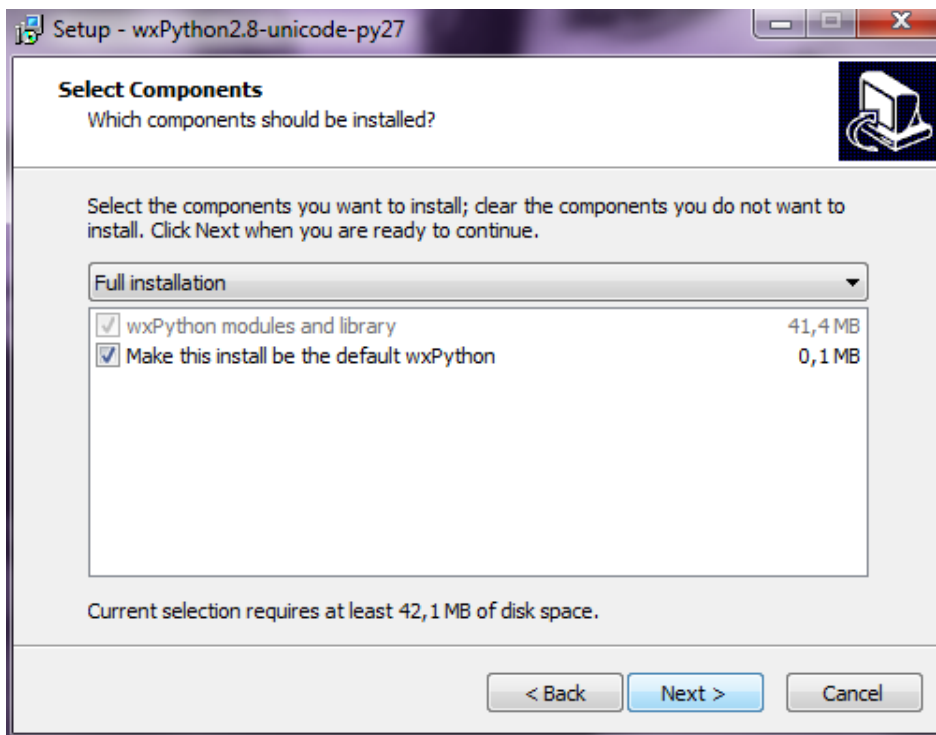 Setup - wxPython2.8-unicode-py27
Select Components
Which components should be installed?
Select the components you want to install; clear the components you do not want to
install. Click Next when you are ready to continue.
Full installation
wxPython modules and library 41,4 MB
Make this install be the default wxPython 0,1 MB
Current selection requires at least 42,1 MB of disk space.
< Back Next > Cancel